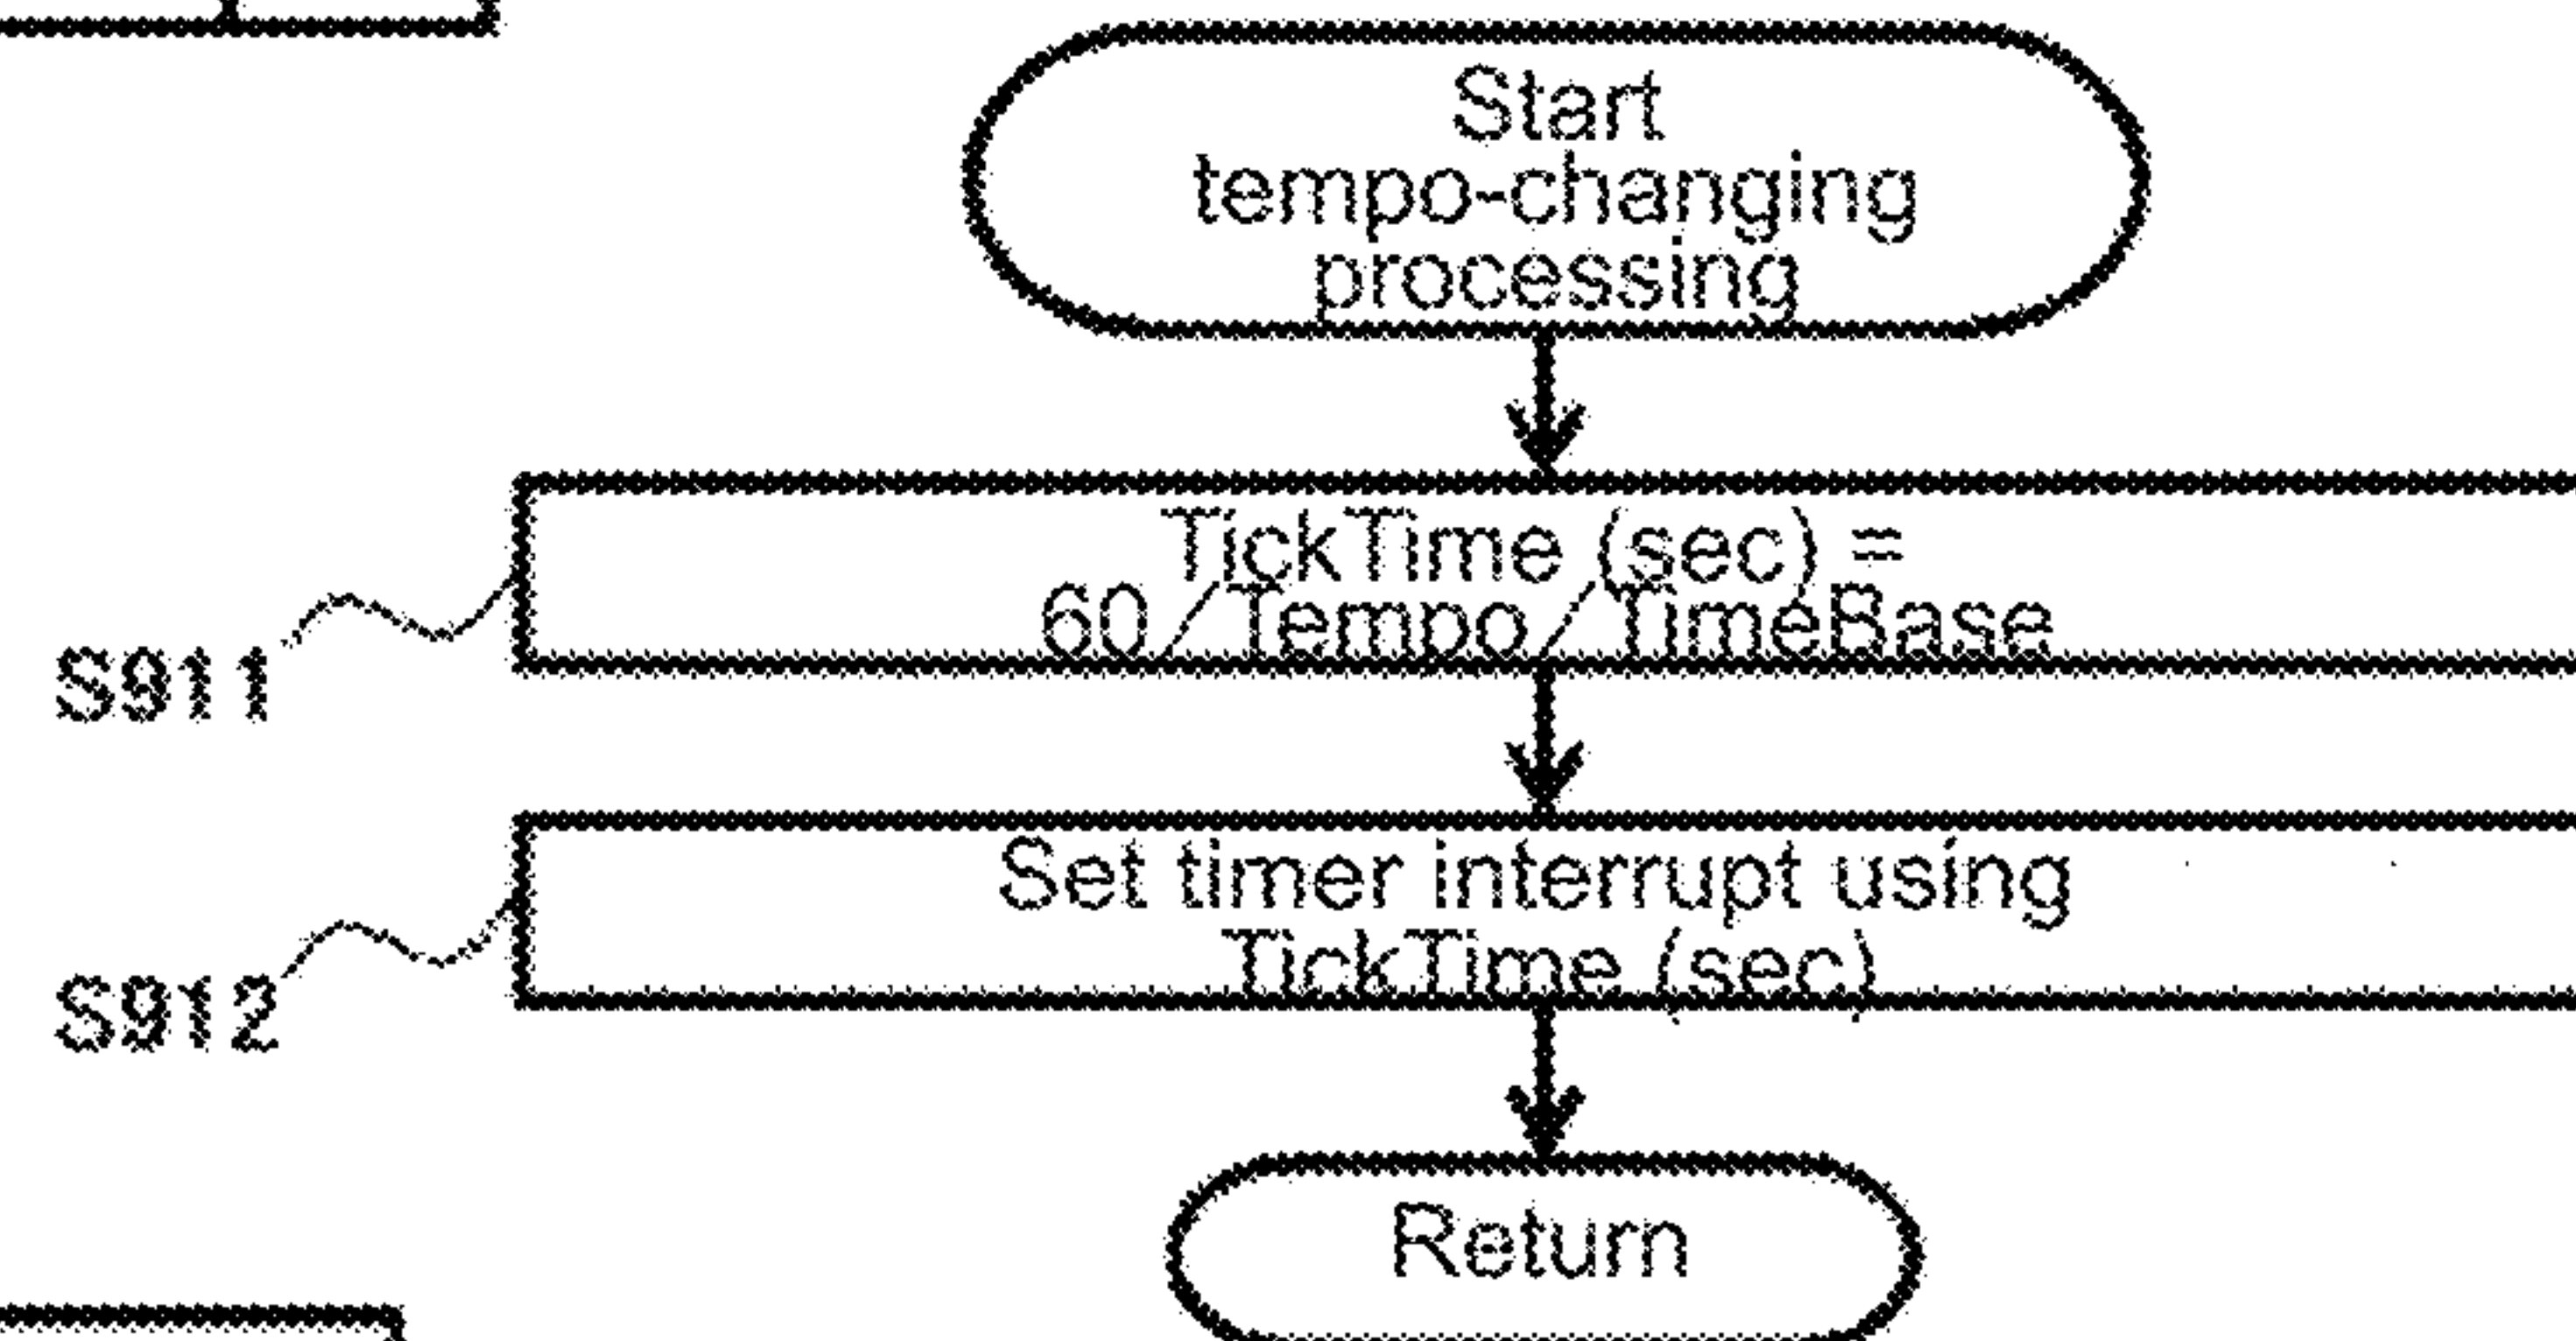 Start
tempo-changing
processing
TickTime (sec) =
60/Tempo/TimeBase
S911
Set timer interrupt using
TickTime (sec)
S912
Return